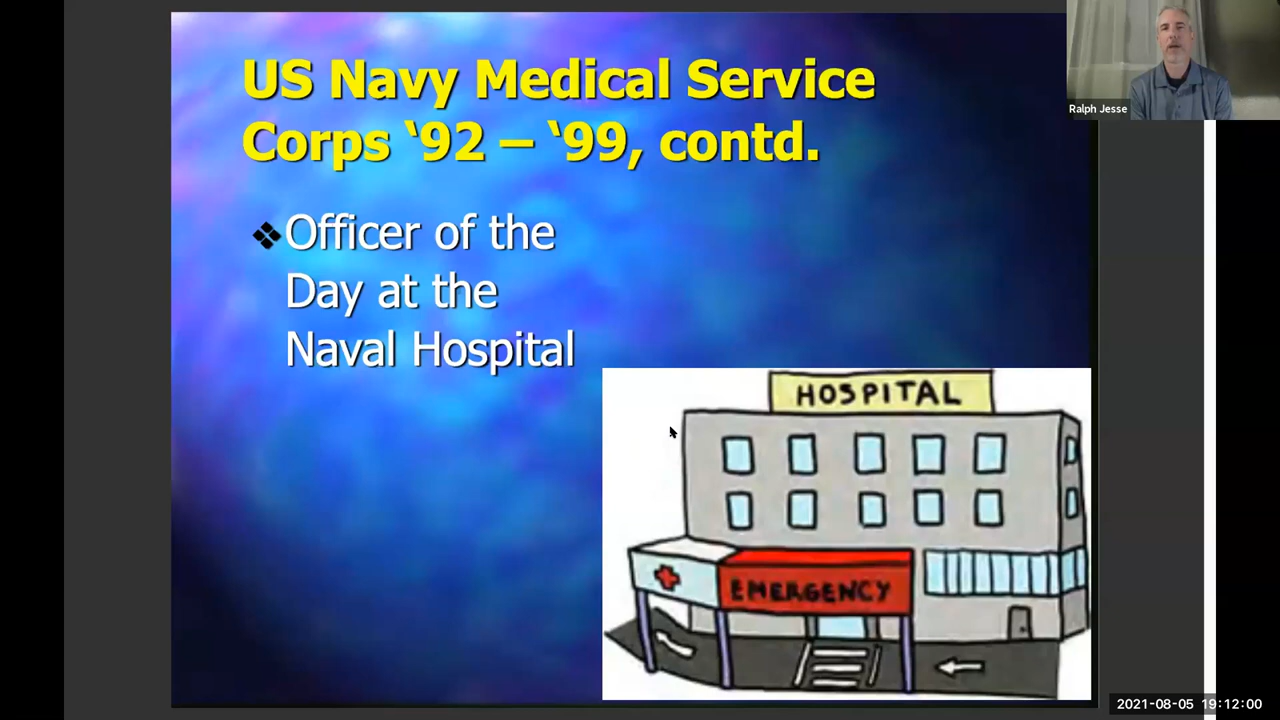 US Navy Medical Service
Corps ‘92 – ‘99, contd.
Officer of the
Day at the
Naval Hospital
HOSPITAL
EMERGENCY
Ralph Jesse
2021-08-05 19:12:00